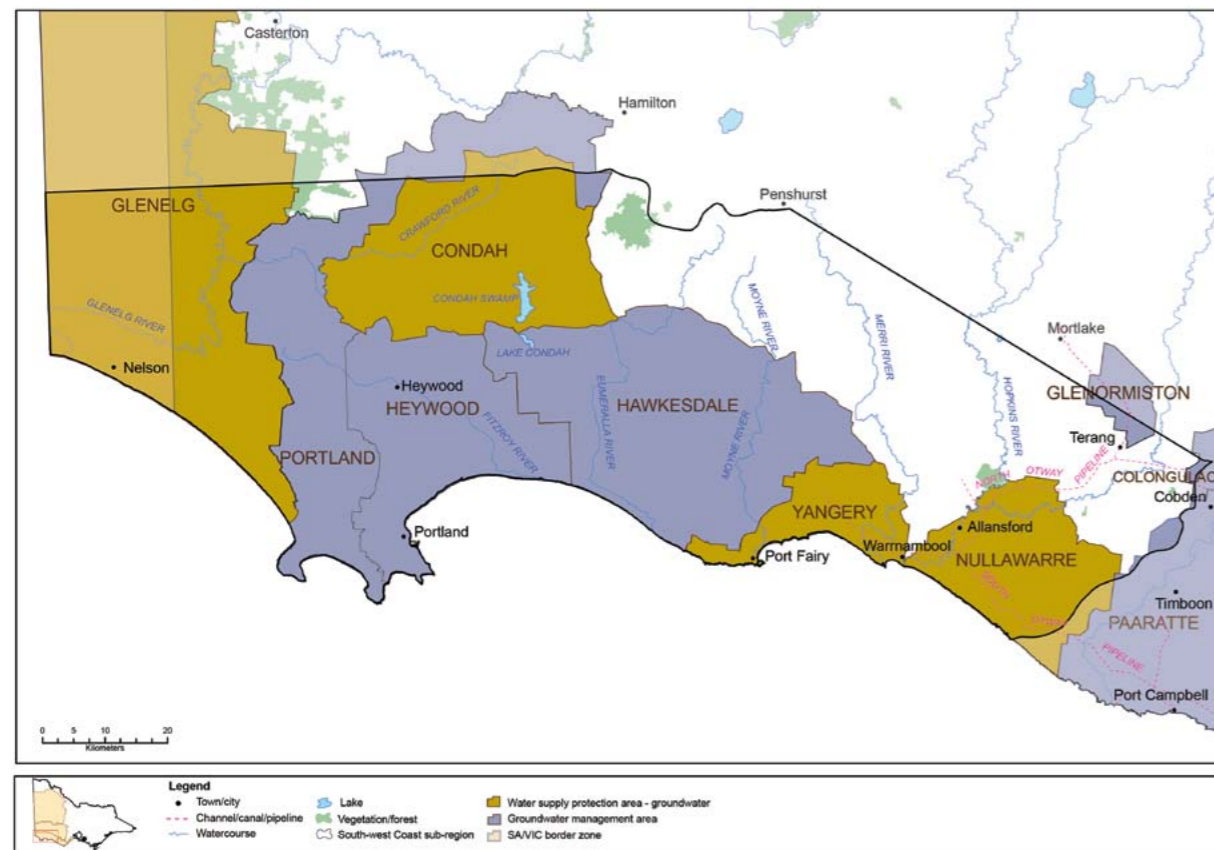 Casterton
Hamilton
Penshurst
GLENELG
CRAWFORD RIVER
CONDAH
CONDAH SWAMP
MOYNE RIVER
MERRI RIVER
GLENELG RIVER
Mortlake
LAKE CONDAH
Nelson
Heywood
HEYWOOD
HAWKESDALE
EUMERALLA RIVER
HOPKINS RIVER
GLENORMISTON
FITZROY RIVER
MOYNE RIVER
Terang
PORTLAND
NORTH OTWAY PIPELINE
COLONGULAC
Cobden
YANGERY
Portland
Allansford
Port Fairy
Warrnambool
NULLAWARRE
SOUTH OTWAY PIPELINE
Timboon
PAARATTE
Port Campbell
0 5 10 20
Kilometers
Legend
Town/city
Channel/canal/pipeline
Watercourse
Lake
Vegetation/forest
South-west Coast sub-region
Water supply protection area - groundwater
Groundwater management area
SA/VIC border zone